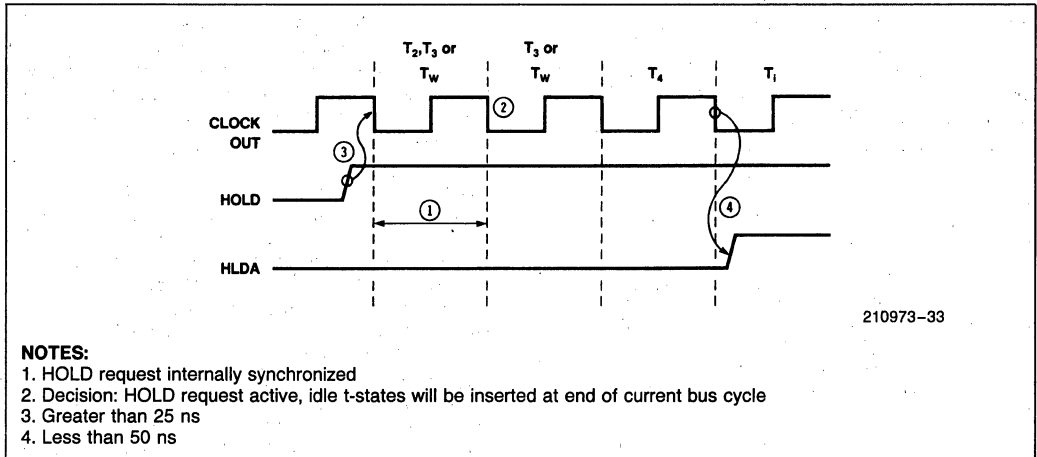 T₂,T₃ or
T_W
T₃ or
T_W
T₄
Tᵢ
CLOCK
OUT
②
③
HOLD
①
④
HLDA
210973–33
NOTES:
1. HOLD request internally synchronized
2. Decision: HOLD request active, idle t-states will be inserted at end of current bus cycle
3. Greater than 25 ns
4. Less than 50 ns